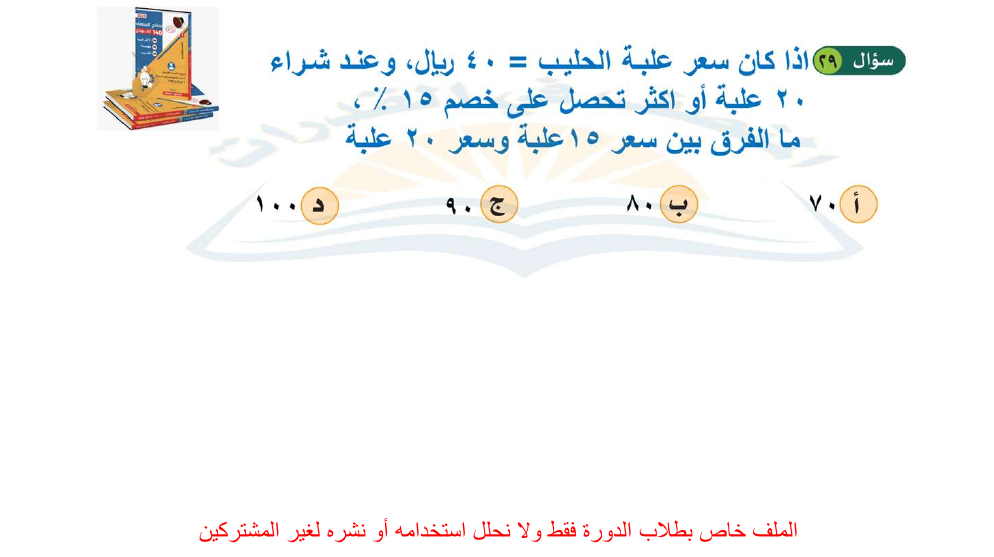 سؤال ٢٩ اذا كان سعر علبة الحليب = ٤٠ ريال، وعند شراء
٢٠ علبة أو اكثر تحصل على خصم ١٥ ٪ ،
ما الفرق بين سعر ١٥علبة وسعر ٢٠ علبة
أ ٧٠ ب ٨٠ ج ٩٠ د ١٠٠
الملف خاص بطلاب الدورة فقط ولا نحلل استخدامه أو نشره لغير المشتركين